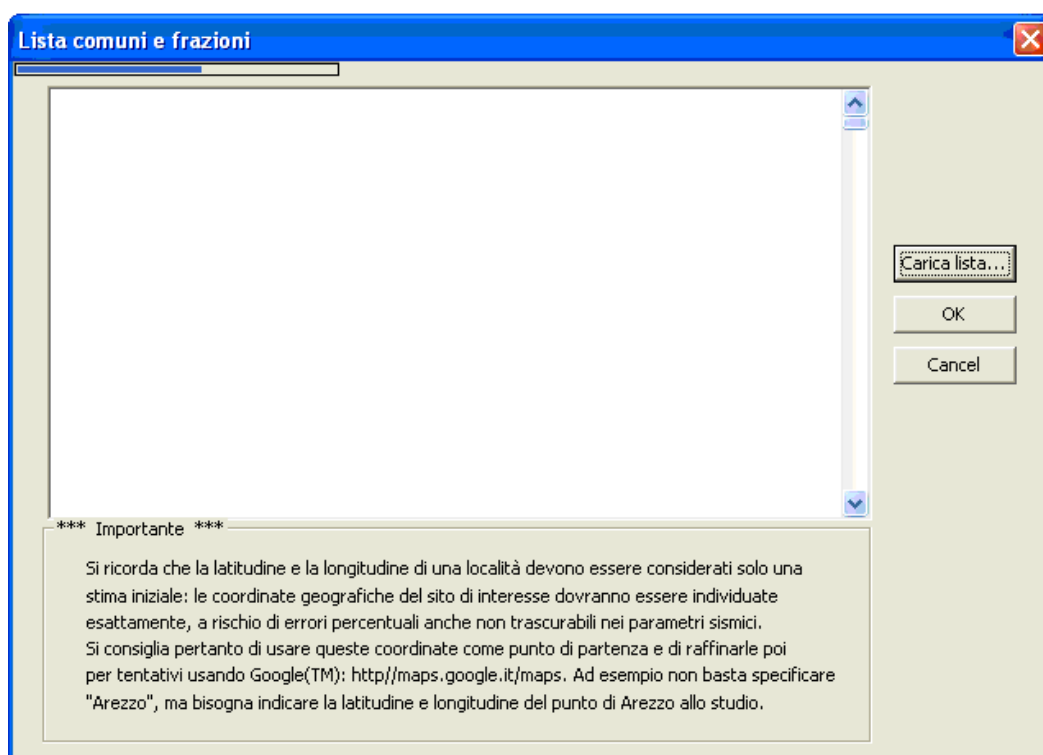 Lista comuni e frazioni
Carica lista...
OK
Cancel
*** Importante ***
Si ricorda che la latitudine e la longitudine di una località devono essere considerati solo una
stima iniziale: le coordinate geografiche del sito di interesse dovranno essere individuate
esattamente, a rischio di errori percentuali anche non trascurabili nei parametri sismici.
Si consiglia pertanto di usare queste coordinate come punto di partenza e di raffinarle poi
per tentativi usando Google(TM): http//maps.google.it/maps. Ad esempio non basta specificare
"Arezzo", ma bisogna indicare la latitudine e longitudine del punto di Arezzo allo studio.